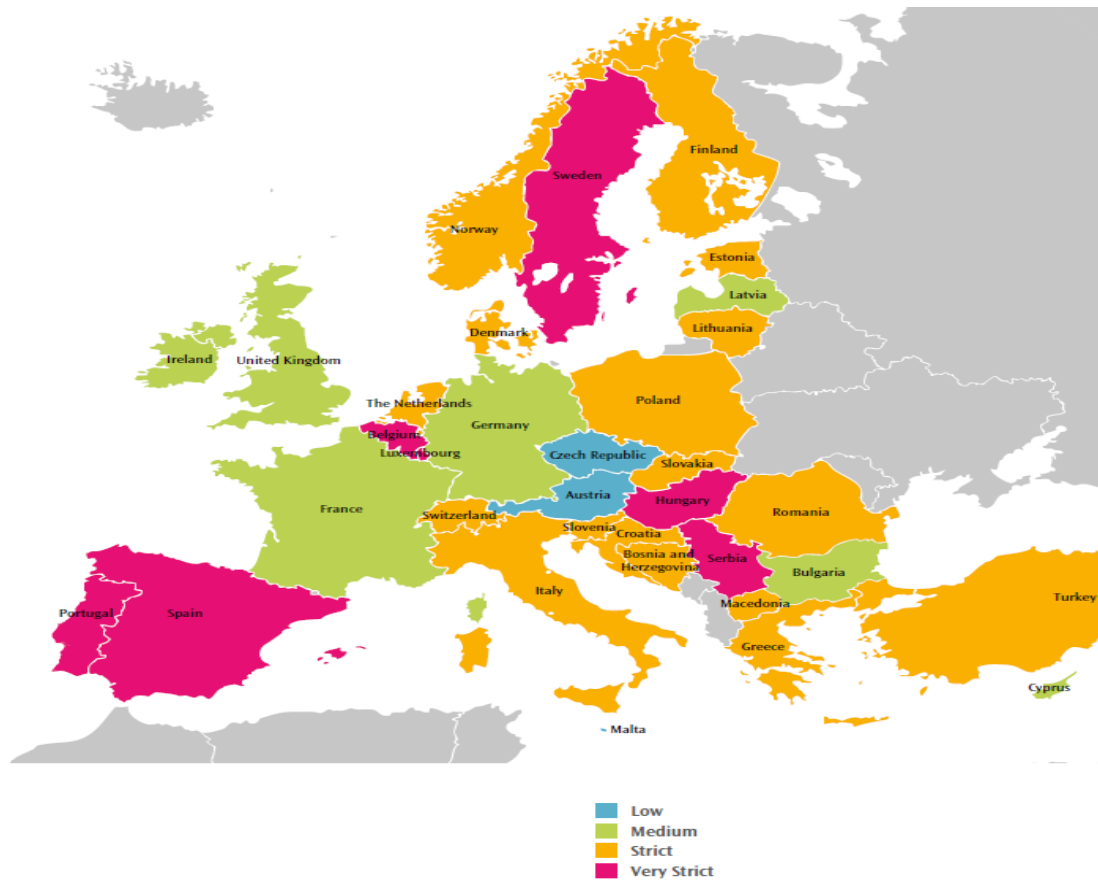 Finland
Sweden
Norway
Estonia
Latvia
Lithuania
Denmark
Ireland
United Kingdom
The Netherlands
Poland
Germany
Belgium
Luxembourg
Czech Republic
Slovakia
Austria
Hungary
France
Switzerland
Romania
Slovenia
Croatia
Bosnia and
Herzegovina
Serbia
Bulgaria
Italy
Portugal
Spain
Macedonia
Turkey
Greece
Cyprus
Malta
Low
Medium
Strict
Very Strict